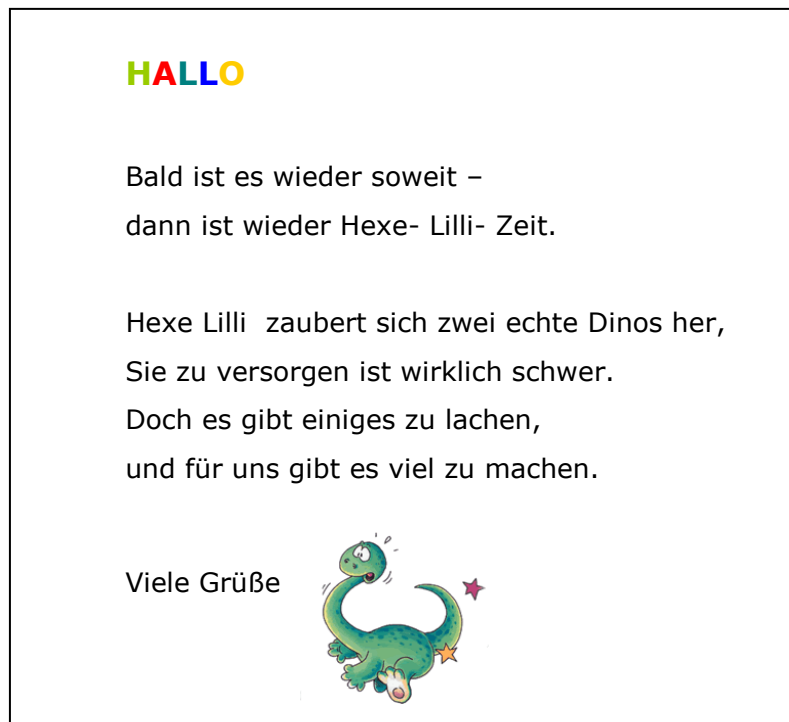 HALLO
Bald ist es wieder soweit –
dann ist wieder Hexe- Lilli- Zeit.
Hexe Lilli  zaubert sich zwei echte Dinos her,
Sie zu versorgen ist wirklich schwer.
Doch es gibt einiges zu lachen,
und für uns gibt es viel zu machen.
Viele Grüße